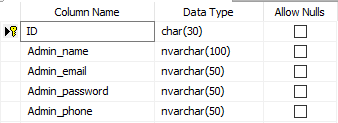 Column Name Data Type Allow Nulls
ID char(30)
Admin_name nvarchar(100)
Admin_email nvarchar(50)
Admin_password nvarchar(50)
Admin_phone nvarchar(50)